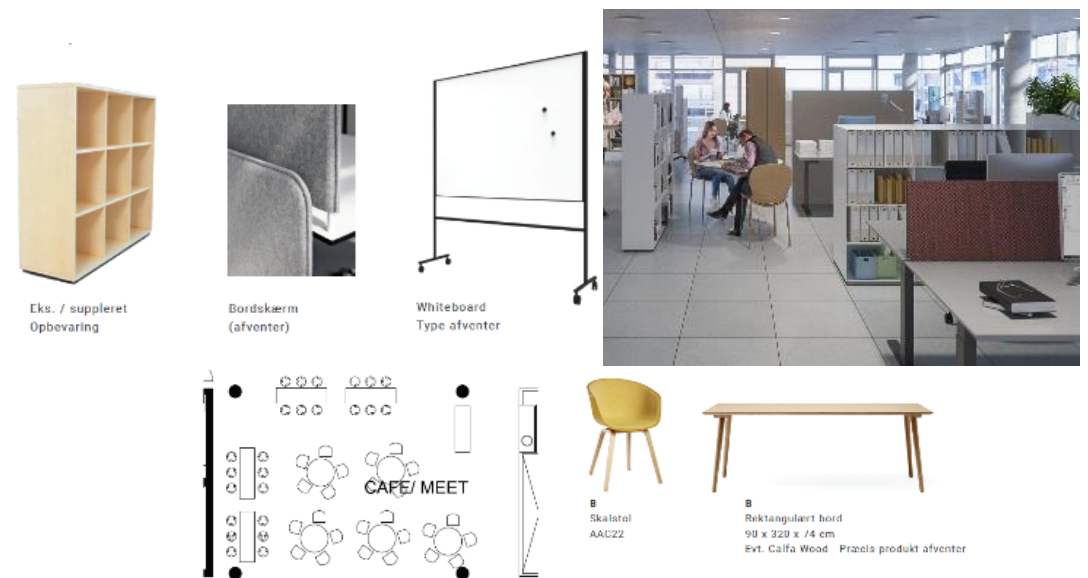 Eks. / suppleret
Opbevaring
Bordskærm
(afventer)
Whiteboard
Type afventer
CAFE/ MEET
B
Skalstol
AAC22
B
Rektangulært bord
90 x 320 x 74 cm
Evt. Calfa Wood Præcis produkt afventer